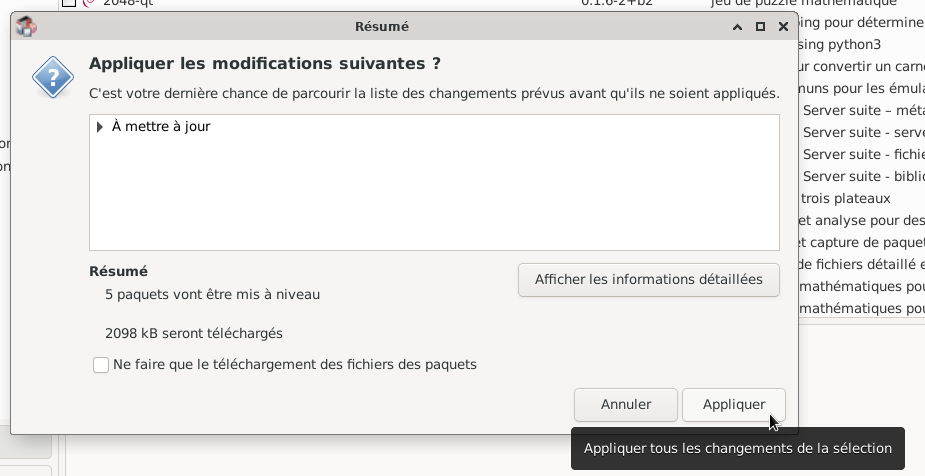 2048-qt 0.1.6-2+b2 jeu de puzzle mathématique
Résumé
ping pour détermine
Appliquer les modifications suivantes ?
sing python3
ur convertir un carn
C'est votre dernière chance de parcourir la liste des changements prévus avant qu'ils ne soient appliqués.
muns pour les émula
À mettre à jour
Server suite – méta
Server suite - serve
Server suite - fichie
Server suite - biblio
trois plateaux
et analyse pour des
et capture de paquet
de fichiers détaillé e
Résumé
Afficher les informations détaillées
mathématiques pou
5 paquets vont être mis à niveau
mathématiques pou
2098 kB seront téléchargés
Ne faire que le téléchargement des fichiers des paquets
Annuler
Appliquer
Appliquer tous les changements de la sélection